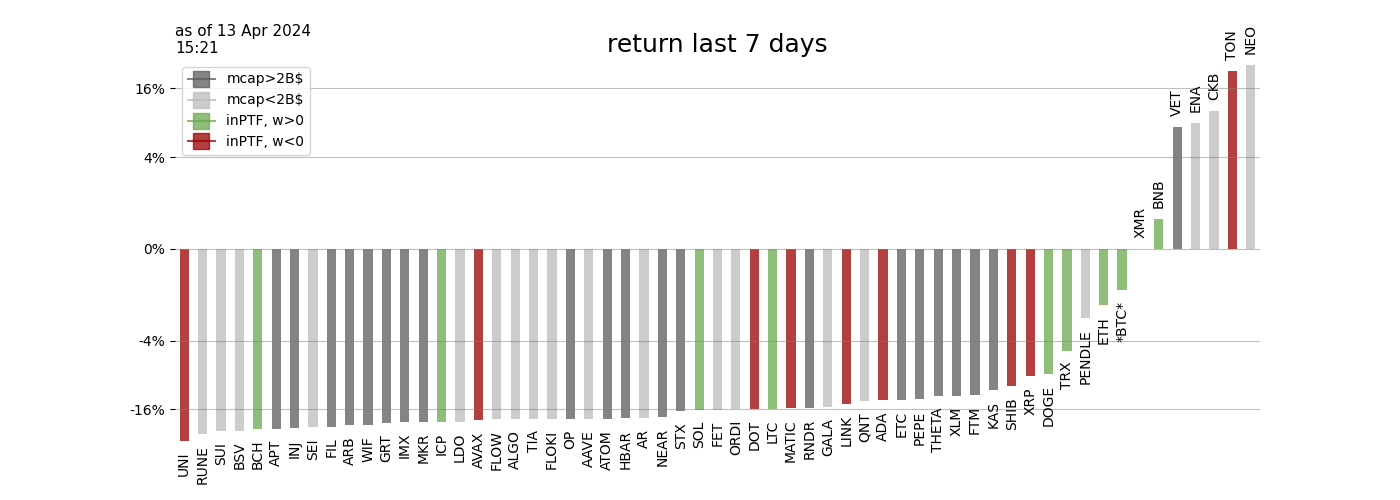 as of 13 Apr 2024
15:21
return last 7 days
mcap>2B$
mcap<2B$
inPTF, w>0
inPTF, w<0
16%
4%
0%
-4%
-16%
UNI
RUNE
SUI
BSV
BCH
APT
INJ
SEI
FIL
ARB
WIF
GRT
IMX
MKR
ICP
LDO
AVAX
FLOW
ALGO
TIA
FLOKI
OP
AAVE
ATOM
HBAR
AR
NEAR
STX
SOL
FET
ORDI
DOT
LTC
MATIC
RNDR
GALA
LINK
QNT
ADA
ETC
PEPE
THETA
XLM
FTM
KAS
SHIB
XRP
DOGE
TRX
PENDLE
ETH
*BTC*
XMR
BNB
VET
ENA
CKB
TON
NEO